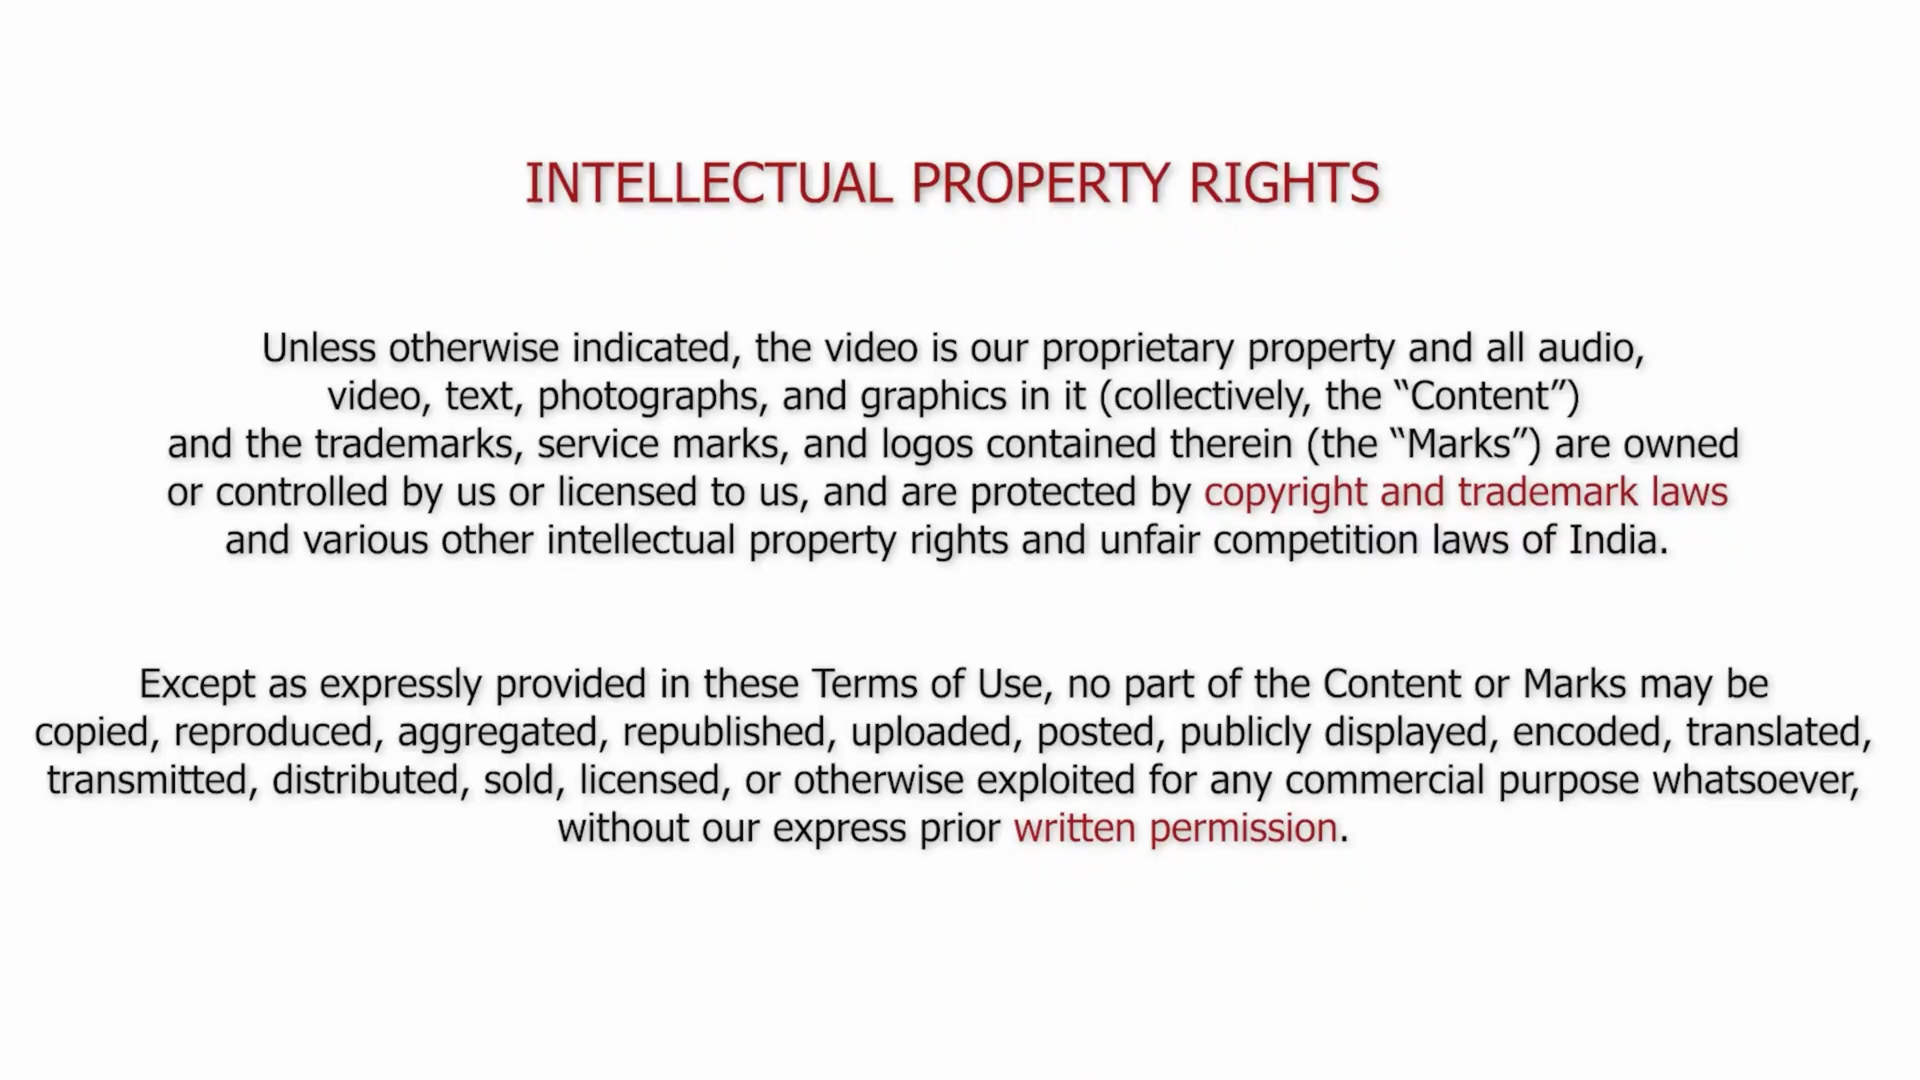 INTELLECTUAL PROPERTY RIGHTS
Unless otherwise indicated, the video is our proprietary property and all audio,
video, text, photographs, and graphics in it (collectively, the “Content”)
and the trademarks, service marks, and logos contained therein (the “Marks”) are owned
or controlled by us or licensed to us, and are protected by copyright and trademark laws
and various other intellectual property rights and unfair competition laws of India.
Except as expressly provided in these Terms of Use, no part of the Content or Marks may be
copied, reproduced, aggregated, republished, uploaded, posted, publicly displayed, encoded, translated,
transmitted, distributed, sold, licensed, or otherwise exploited for any commercial purpose whatsoever,
without our express prior written permission.